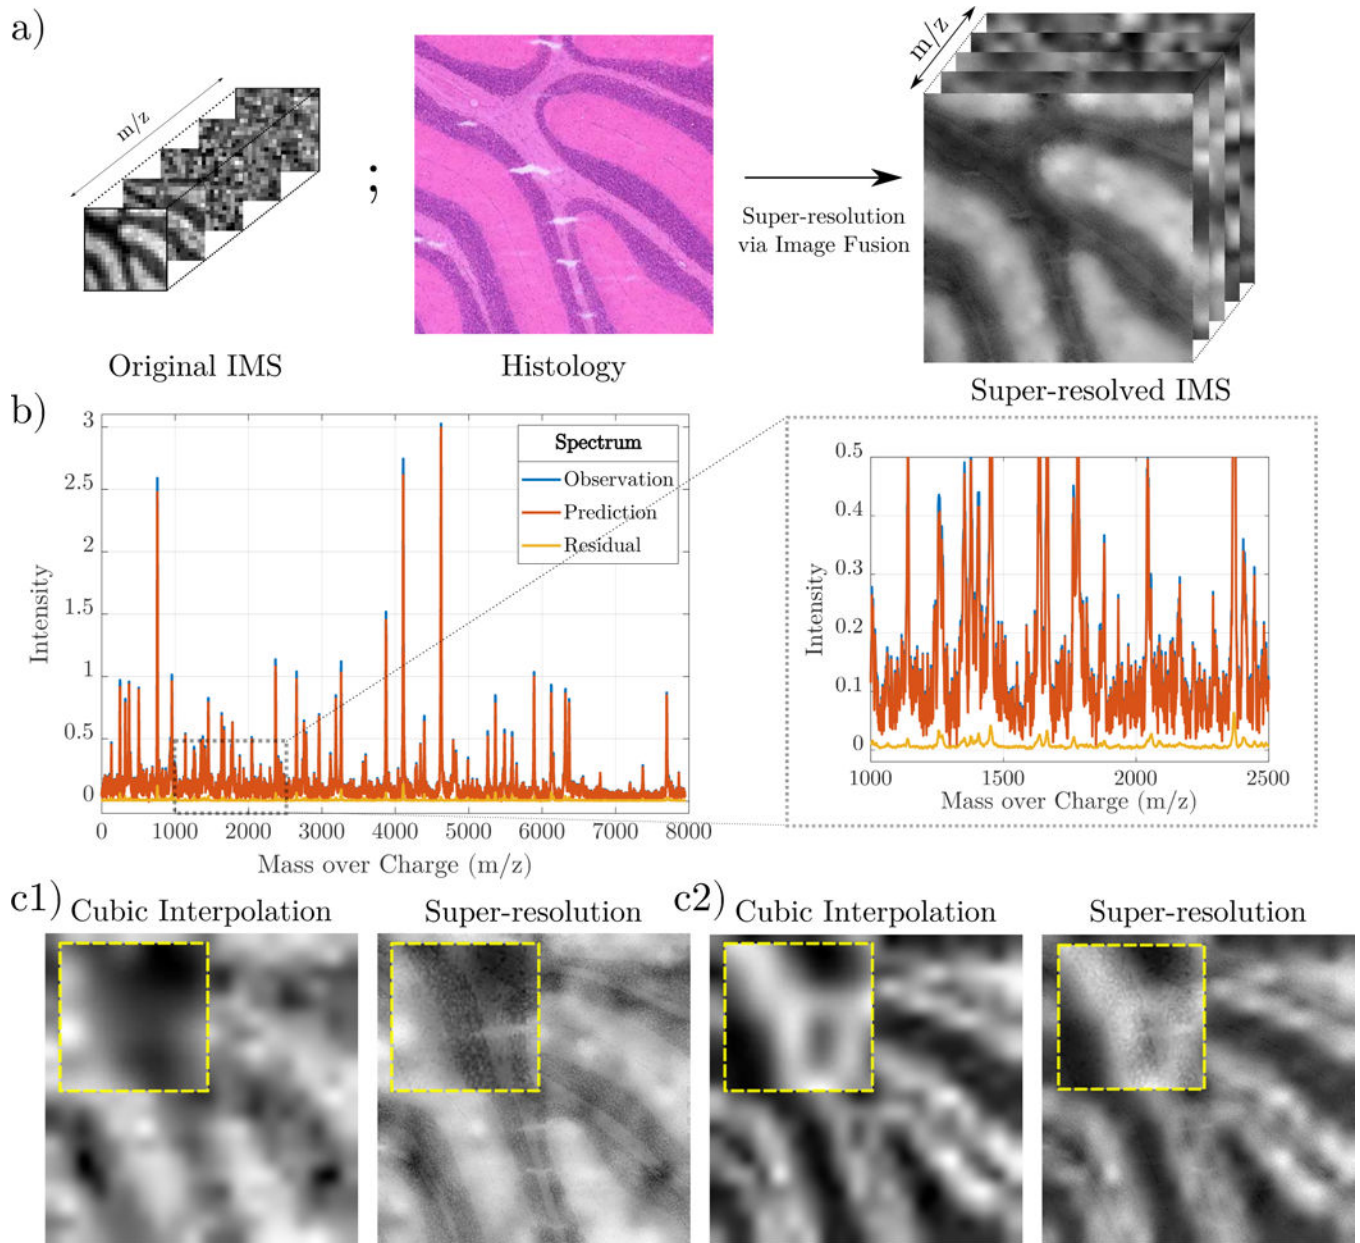 a)
m/z
;
Super-resolution
via Image Fusion
m/z
Original IMS
Histology
Super-resolved IMS
b)
3
2.5
2
1.5
1
0.5
0
Intensity
0 1000 2000 3000 4000 5000 6000 7000 8000
Mass over Charge (m/z)
Spectrum
Observation
Prediction
Residual
0.5
0.4
0.3
0.2
0.1
0
Intensity
1000 1500 2000 2500
Mass over Charge (m/z)
c1)
Cubic Interpolation
Super-resolution
c2)
Cubic Interpolation
Super-resolution